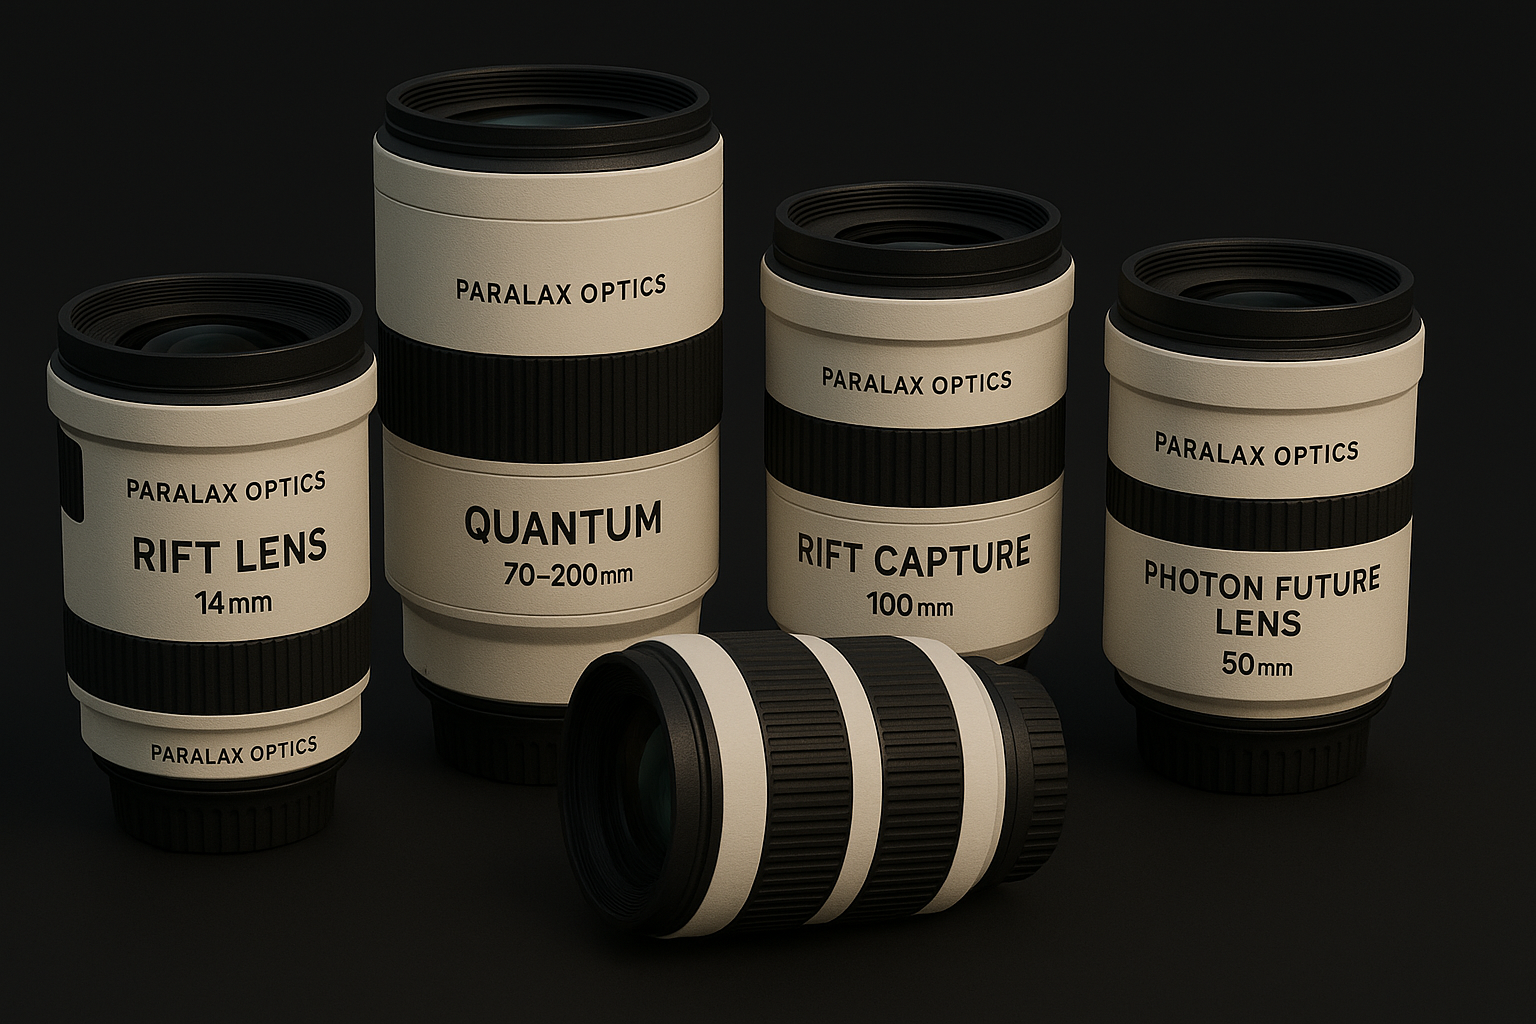 PARALAX OPTICS
RIFT LENS
14mm
PARALAX OPTICS
PARALAX OPTICS
QUANTUM
70–200mm
PARALAX OPTICS
RIFT CAPTURE
100mm
PARALAX OPTICS
PHOTON FUTURE
LENS
50mm